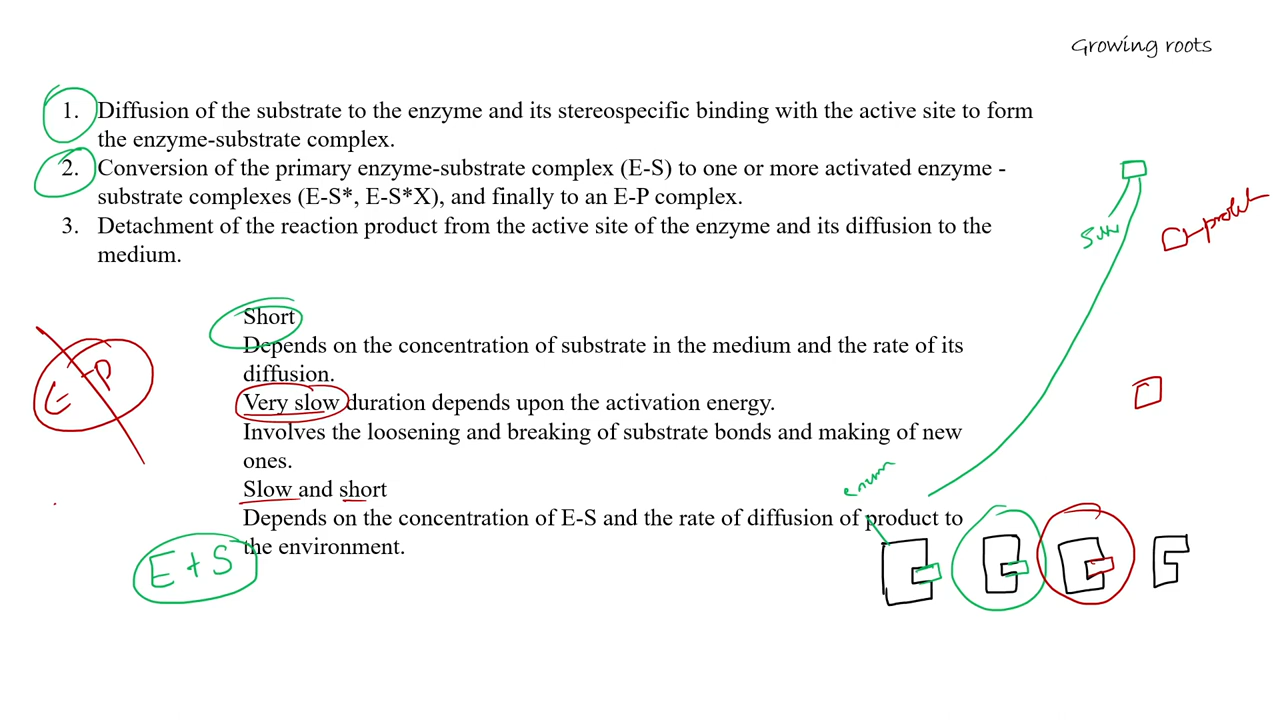 Growing roots
1. Diffusion of the substrate to the enzyme and its stereospecific binding with the active site to form
the enzyme-substrate complex.
2. Conversion of the primary enzyme-substrate complex (E-S) to one or more activated enzyme -
substrate complexes (E-S*, E-S*X), and finally to an E-P complex.
3. Detachment of the reaction product from the active site of the enzyme and its diffusion to the
medium.
Short
Depends on the concentration of substrate in the medium and the rate of its
diffusion.
Very slow duration depends upon the activation energy.
Involves the loosening and breaking of substrate bonds and making of new
ones.
Slow and short
Depends on the concentration of E-S and the rate of diffusion of product to
the environment.
E-P
E + S